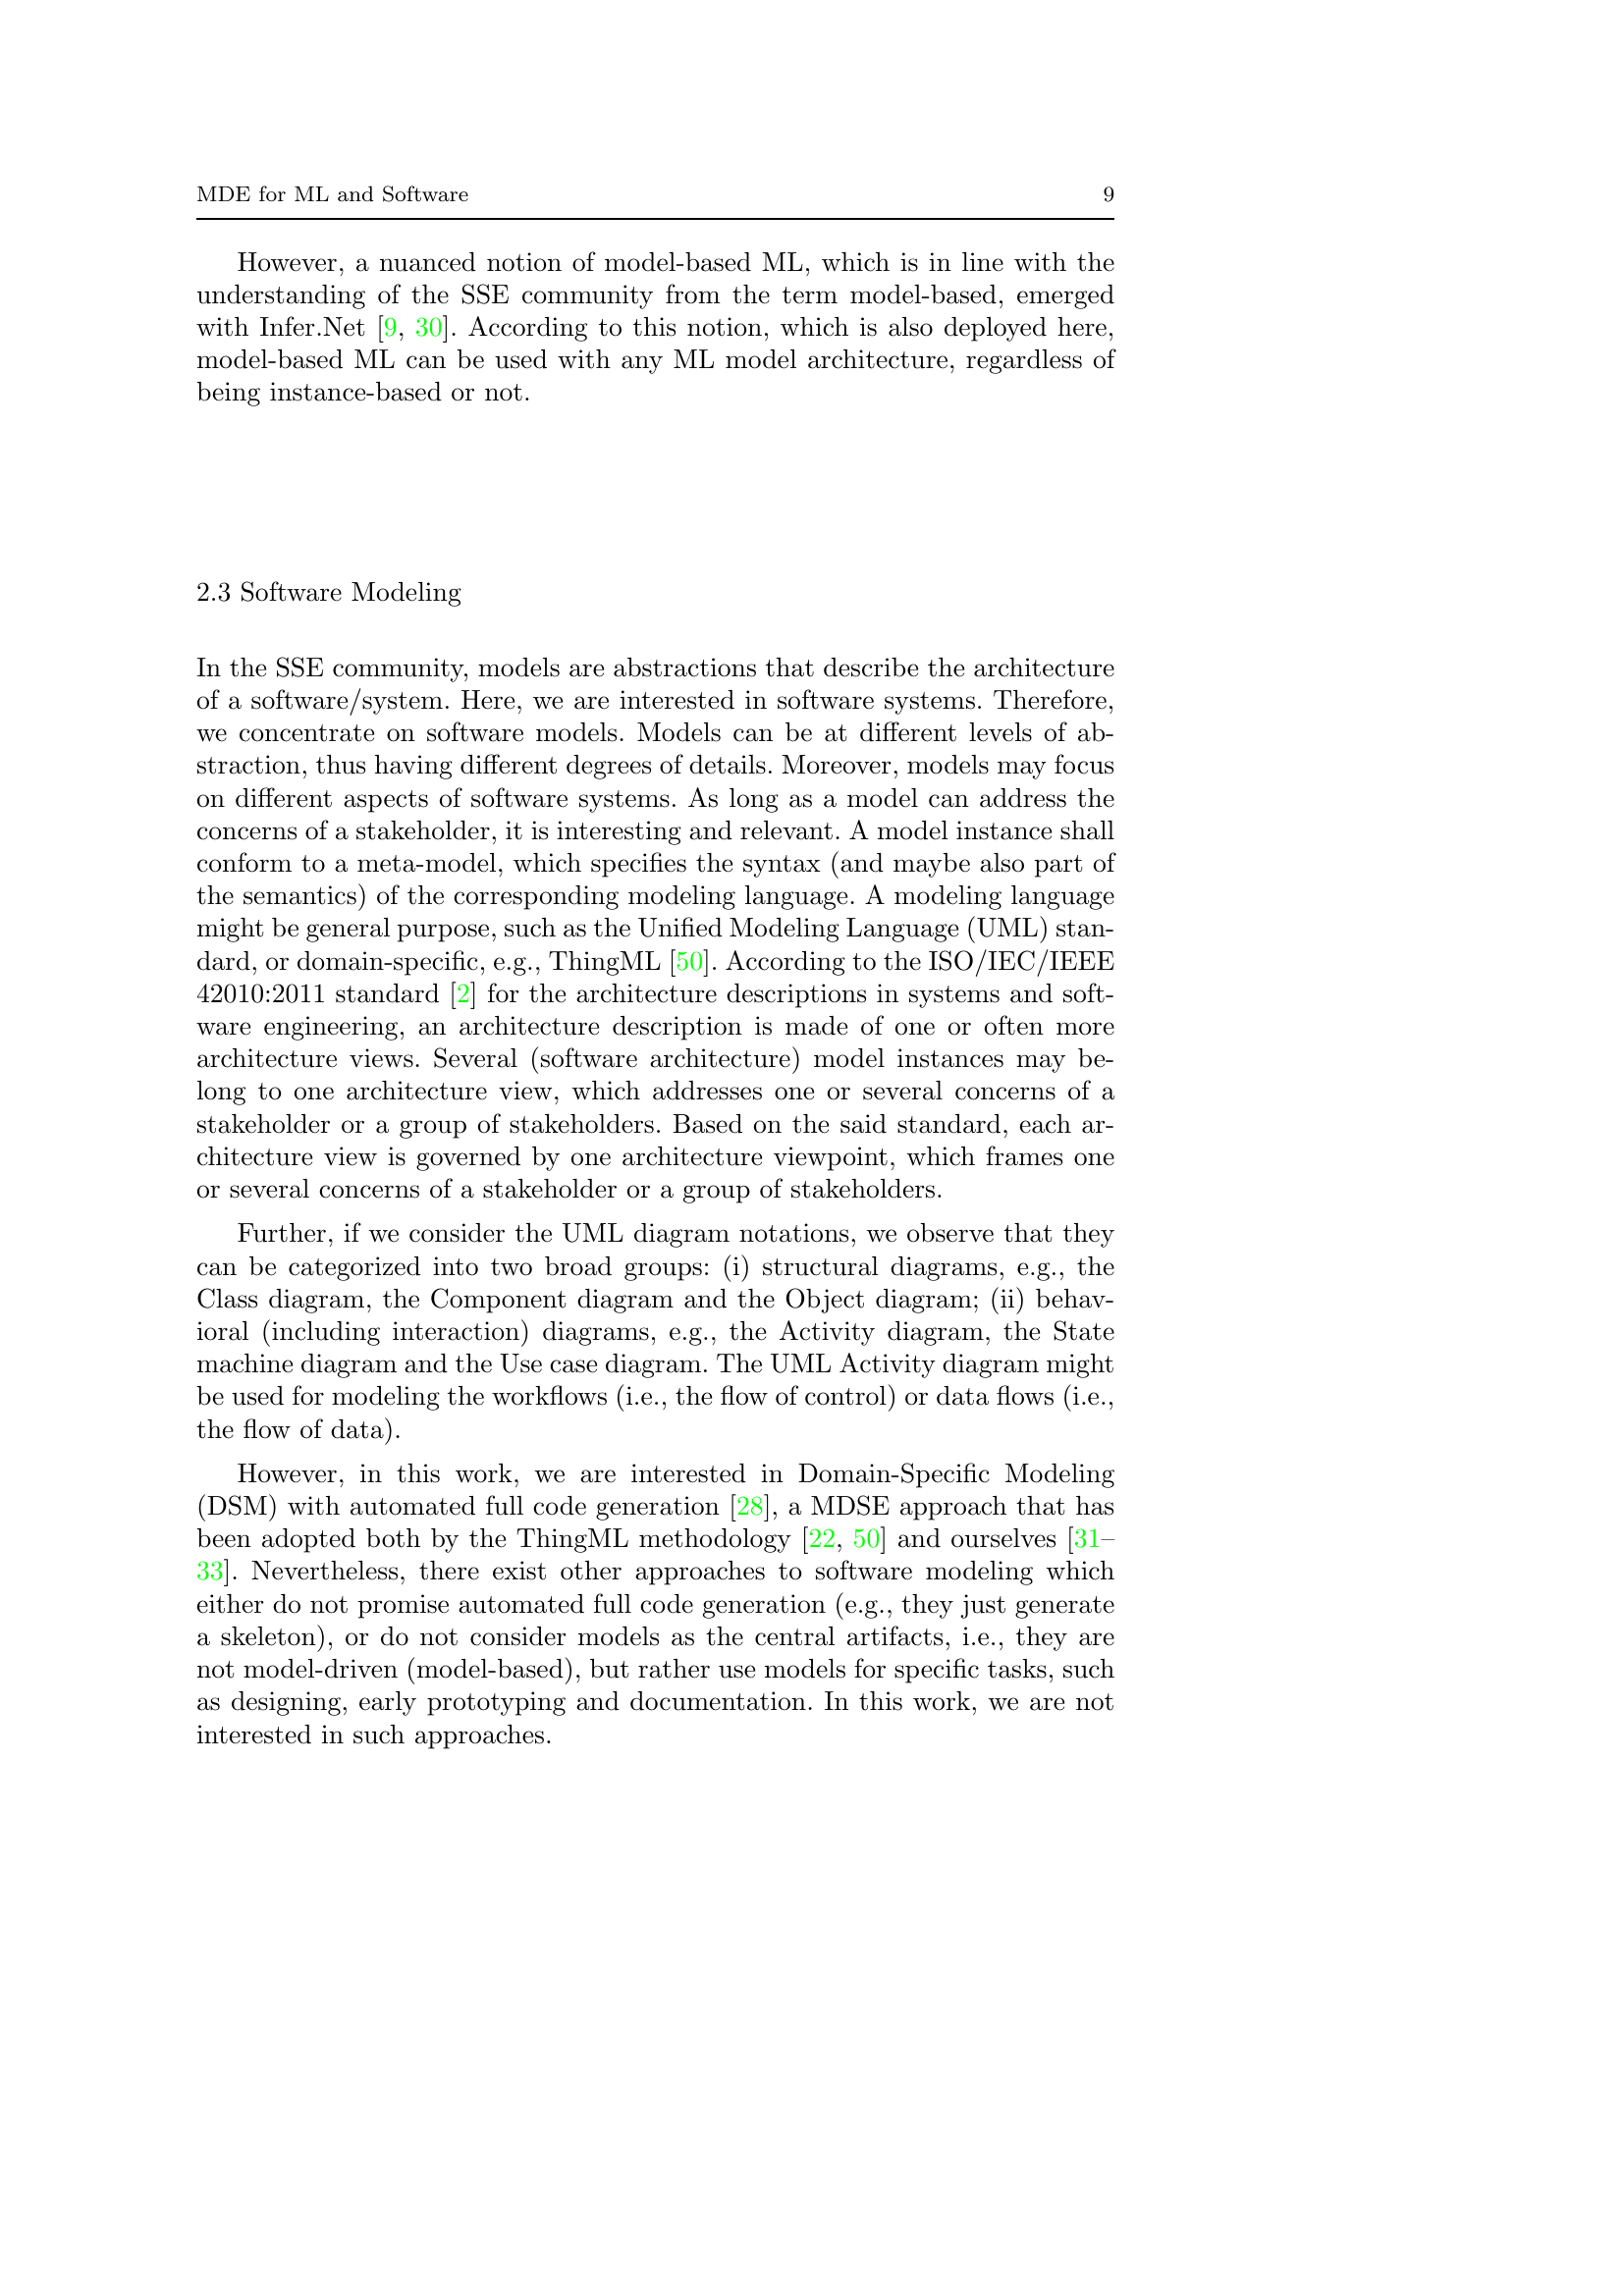 MDE for ML and Software 9
However, a nuanced notion of model-based ML, which is in line with the
understanding of the SSE community from the term model-based, emerged
with Infer.Net [9, 30]. According to this notion, which is also deployed here,
model-based ML can be used with any ML model architecture, regardless of
being instance-based or not.
2.3 Software Modeling
In the SSE community, models are abstractions that describe the architecture
of a software/system. Here, we are interested in software systems. Therefore,
we concentrate on software models. Models can be at different levels of ab-
straction, thus having different degrees of details. Moreover, models may focus
on different aspects of software systems. As long as a model can address the
concerns of a stakeholder, it is interesting and relevant. A model instance shall
conform to a meta-model, which specifies the syntax (and maybe also part of
the semantics) of the corresponding modeling language. A modeling language
might be general purpose, such as the Unified Modeling Language (UML) stan-
dard, or domain-specific, e.g., ThingML [50]. According to the ISO/IEC/IEEE
42010:2011 standard [2] for the architecture descriptions in systems and soft-
ware engineering, an architecture description is made of one or often more
architecture views. Several (software architecture) model instances may be-
long to one architecture view, which addresses one or several concerns of a
stakeholder or a group of stakeholders. Based on the said standard, each ar-
chitecture view is governed by one architecture viewpoint, which frames one
or several concerns of a stakeholder or a group of stakeholders.
Further, if we consider the UML diagram notations, we observe that they
can be categorized into two broad groups: (i) structural diagrams, e.g., the
Class diagram, the Component diagram and the Object diagram; (ii) behav-
ioral (including interaction) diagrams, e.g., the Activity diagram, the State
machine diagram and the Use case diagram. The UML Activity diagram might
be used for modeling the workflows (i.e., the flow of control) or data flows (i.e.,
the flow of data).
However, in this work, we are interested in Domain-Specific Modeling
(DSM) with automated full code generation [28], a MDSE approach that has
been adopted both by the ThingML methodology [22, 50] and ourselves [31–
33]. Nevertheless, there exist other approaches to software modeling which
either do not promise automated full code generation (e.g., they just generate
a skeleton), or do not consider models as the central artifacts, i.e., they are
not model-driven (model-based), but rather use models for specific tasks, such
as designing, early prototyping and documentation. In this work, we are not
interested in such approaches.